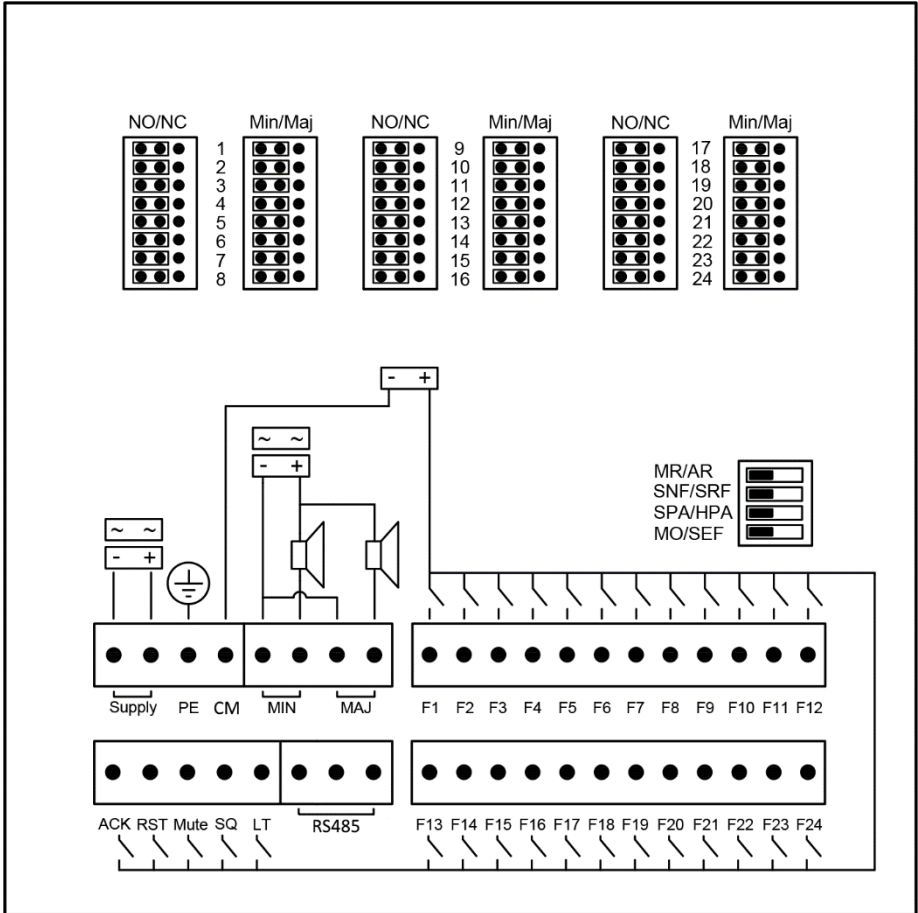 NO/NC Min/Maj NO/NC Min/Maj NO/NC Min/Maj
1 9 17
2 10 18
3 11 19
4 12 20
5 13 21
6 14 22
7 15 23
8 16 24
- +
~ ~
- +
MR/AR
SNF/SRF
SPA/HPA
MO/SEF
~ ~
- +
Supply PE CM MIN MAJ F1 F2 F3 F4 F5 F6 F7 F8 F9 F10 F11 F12
ACK RST Mute SQ LT RS485 F13 F14 F15 F16 F17 F18 F19 F20 F21 F22 F23 F24